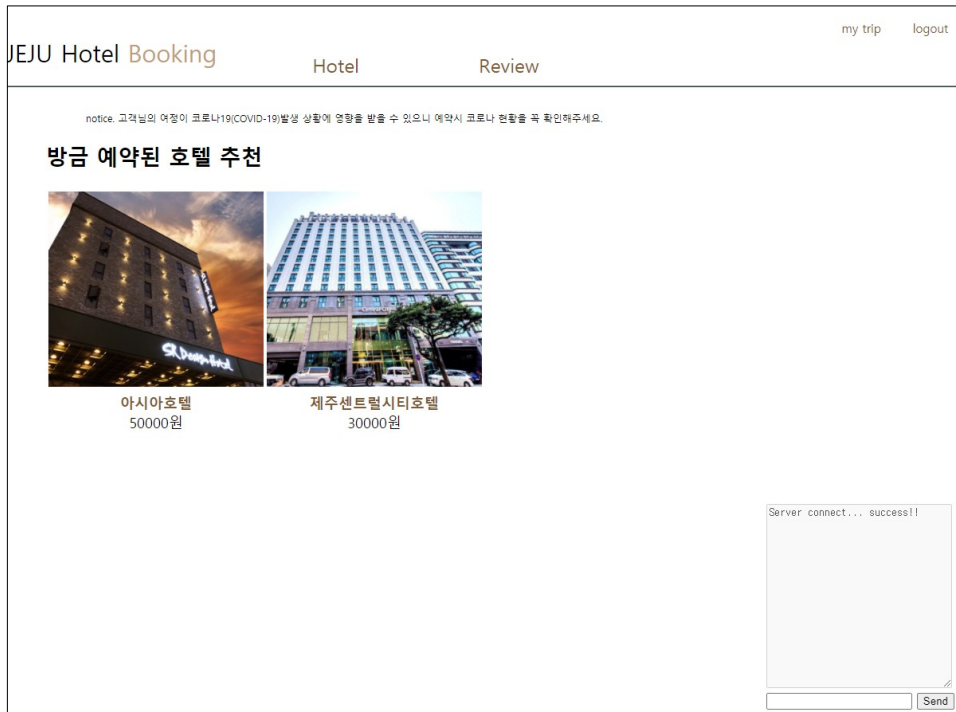 my trip logout
JEJU Hotel Booking
Hotel Review
notice. 고객님의 여정이 코로나19(COVID-19)발생 상황에 영향을 받을 수 있으니 예약시 코로나 현황을 꼭 확인해주세요.
방금 예약된 호텔 추천
SR Design Hotel
아시아호텔 제주센트럴시티호텔
50000원 30000원
Server connect... success!!
Send